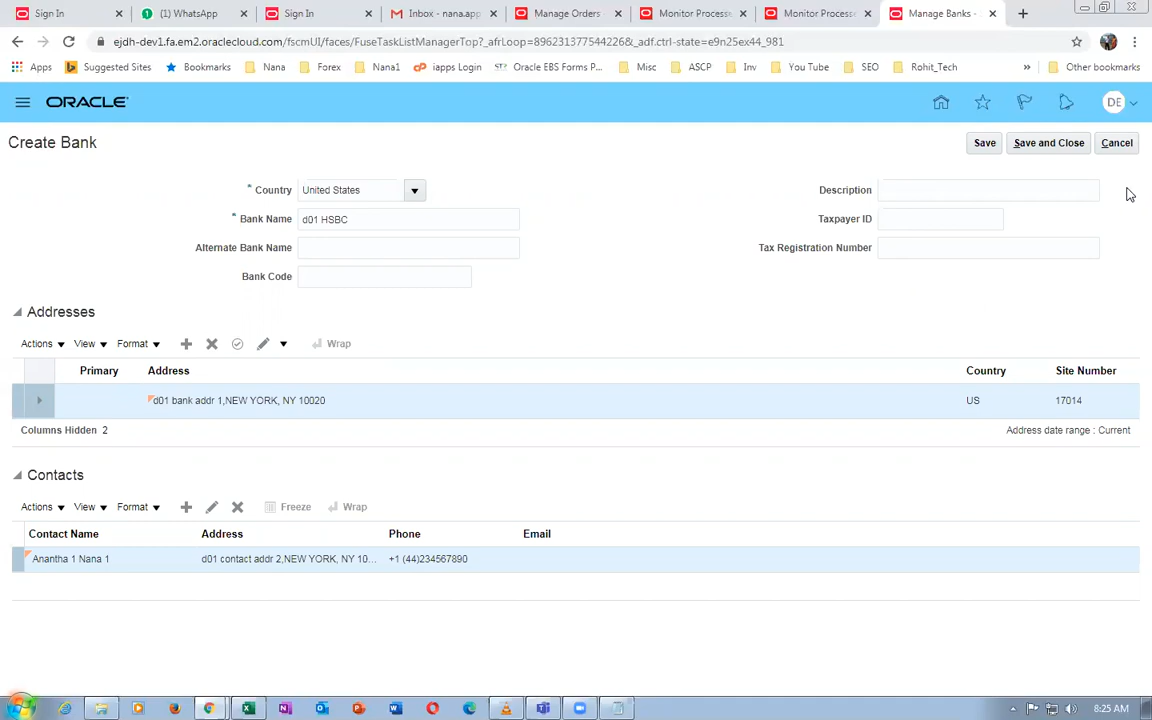 Sign In
(1) WhatsApp
Sign In
Inbox - nana.app
Manage Orders
Monitor Processe
Monitor Processe
Manage Banks -
ejdh-dev1.fa.em2.oraclecloud.com/fscmUI/faces/FuseTaskListManagerTop?_afrLoop=896231377544226&_adf.ctrl-state=e9n25ex44_981
Apps
Suggested Sites
Bookmarks
Nana
Forex
Nana1
iapps Login
Oracle EBS Forms P...
Misc
ASCP
Inv
You Tube
SEO
Rohit_Tech
»
Other bookmarks
ORACLE
DE
Create Bank
Save
Save and Close
Cancel
* Country United States
Description
* Bank Name d01 HSBC
Taxpayer ID
Alternate Bank Name
Tax Registration Number
Bank Code
Addresses
Actions View Format Wrap
Primary Address Country Site Number
d01 bank addr 1,NEW YORK, NY 10020 US 17014
Columns Hidden 2
Address date range : Current
Contacts
Actions View Format Freeze Wrap
Contact Name Address Phone Email
Anantha 1 Nana 1 d01 contact addr 2,NEW YORK, NY 10... +1 (44)234567890
8:25 AM